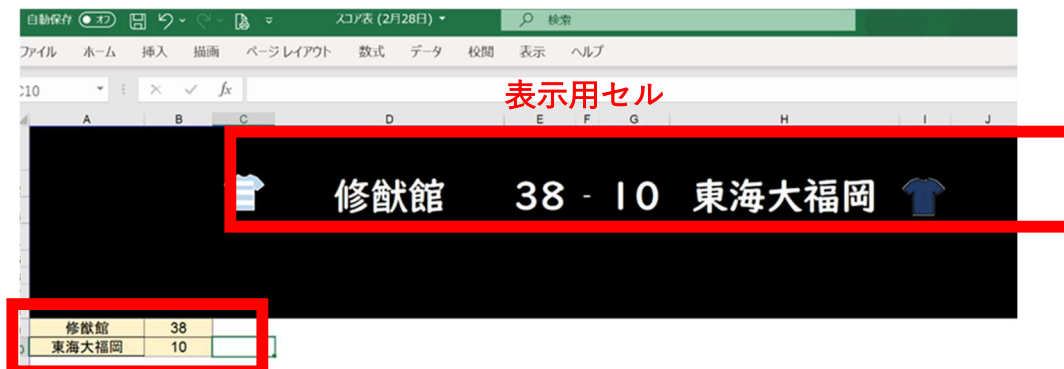 自動保存 オフ スコア表 (2月28日) 検索
ファイル ホーム 挿入 描画 ページ レイアウト 数式 データ 校閲 表示 ヘルプ
C10 fx
表示用セル
A B C D E F G H I J
修猷館 38 - 10 東海大福岡
修猷館 38
東海大福岡 10